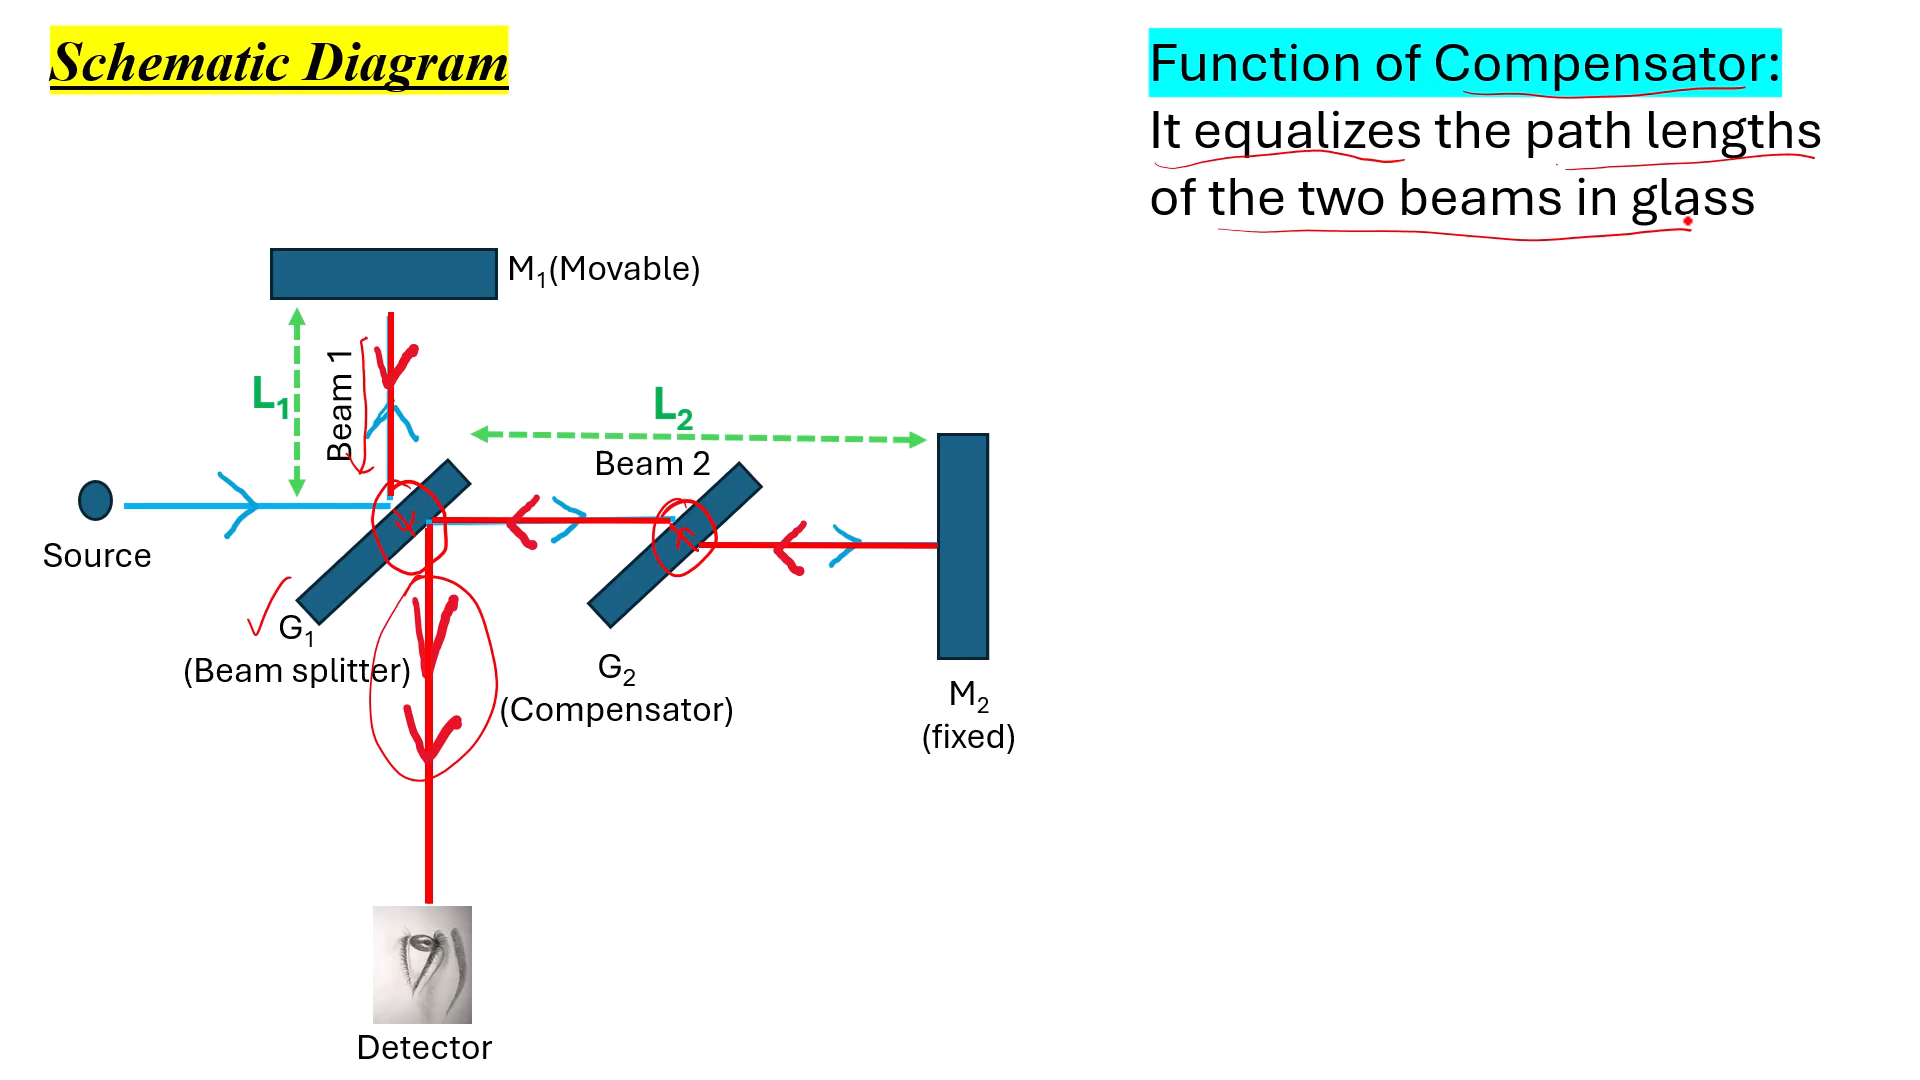 Schematic Diagram
Function of Compensator:
It equalizes the path lengths
of the two beams in glass
M₁(Movable)
L₁
Beam 1
L₂
Beam 2
Source
G₁
(Beam splitter)
G₂
(Compensator)
M₂
(fixed)
Detector